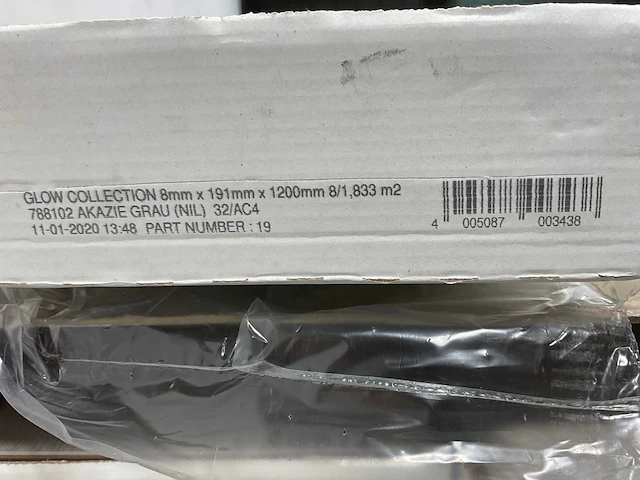 GLOW COLLECTION 8mm x 191mm x 1200mm 8/1,833 m2
788102 AKAZIE GRAU (NIL) 32/AC4
11-01-2020 13:48 PART NUMBER : 19
4 005087 003438